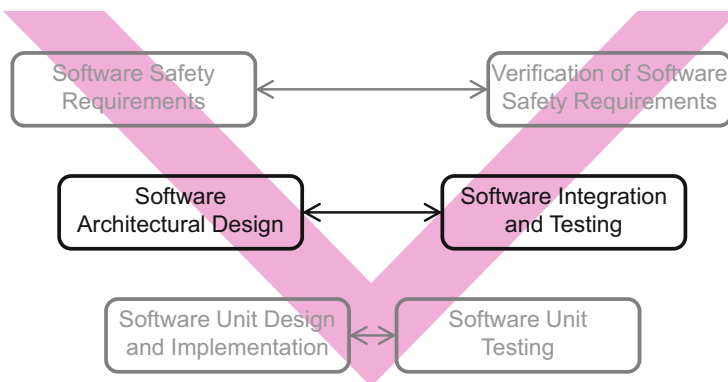 Software Safety
Requirements
Verification of Software
Safety Requirements
Software
Architectural Design
Software Integration
and Testing
Software Unit Design
and Implementation
Software Unit
Testing